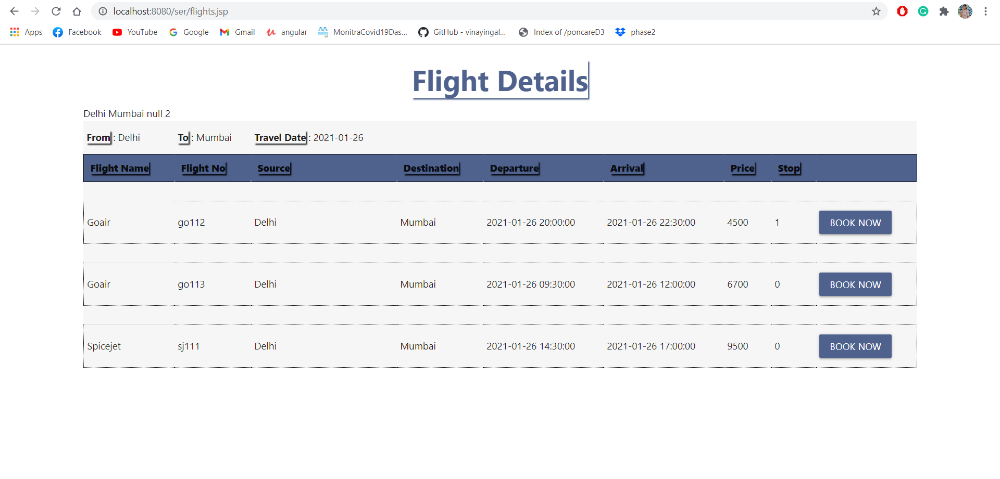 localhost:8080/ser/flights.jsp
Apps Facebook YouTube Google Gmail angular MonitraCovid19Das... GitHub - vinayingal... Index of /poncareD3 phase2
Flight Details
Delhi Mumbai null 2
From : Delhi To : Mumbai Travel Date : 2021-01-26
Flight Name Flight No Source Destination Departure Arrival Price Stop
Goair go112 Delhi Mumbai 2021-01-26 20:00:00 2021-01-26 22:30:00 4500 1 BOOK NOW
Goair go113 Delhi Mumbai 2021-01-26 09:30:00 2021-01-26 12:00:00 6700 0 BOOK NOW
Spicejet sj111 Delhi Mumbai 2021-01-26 14:30:00 2021-01-26 17:00:00 9500 0 BOOK NOW